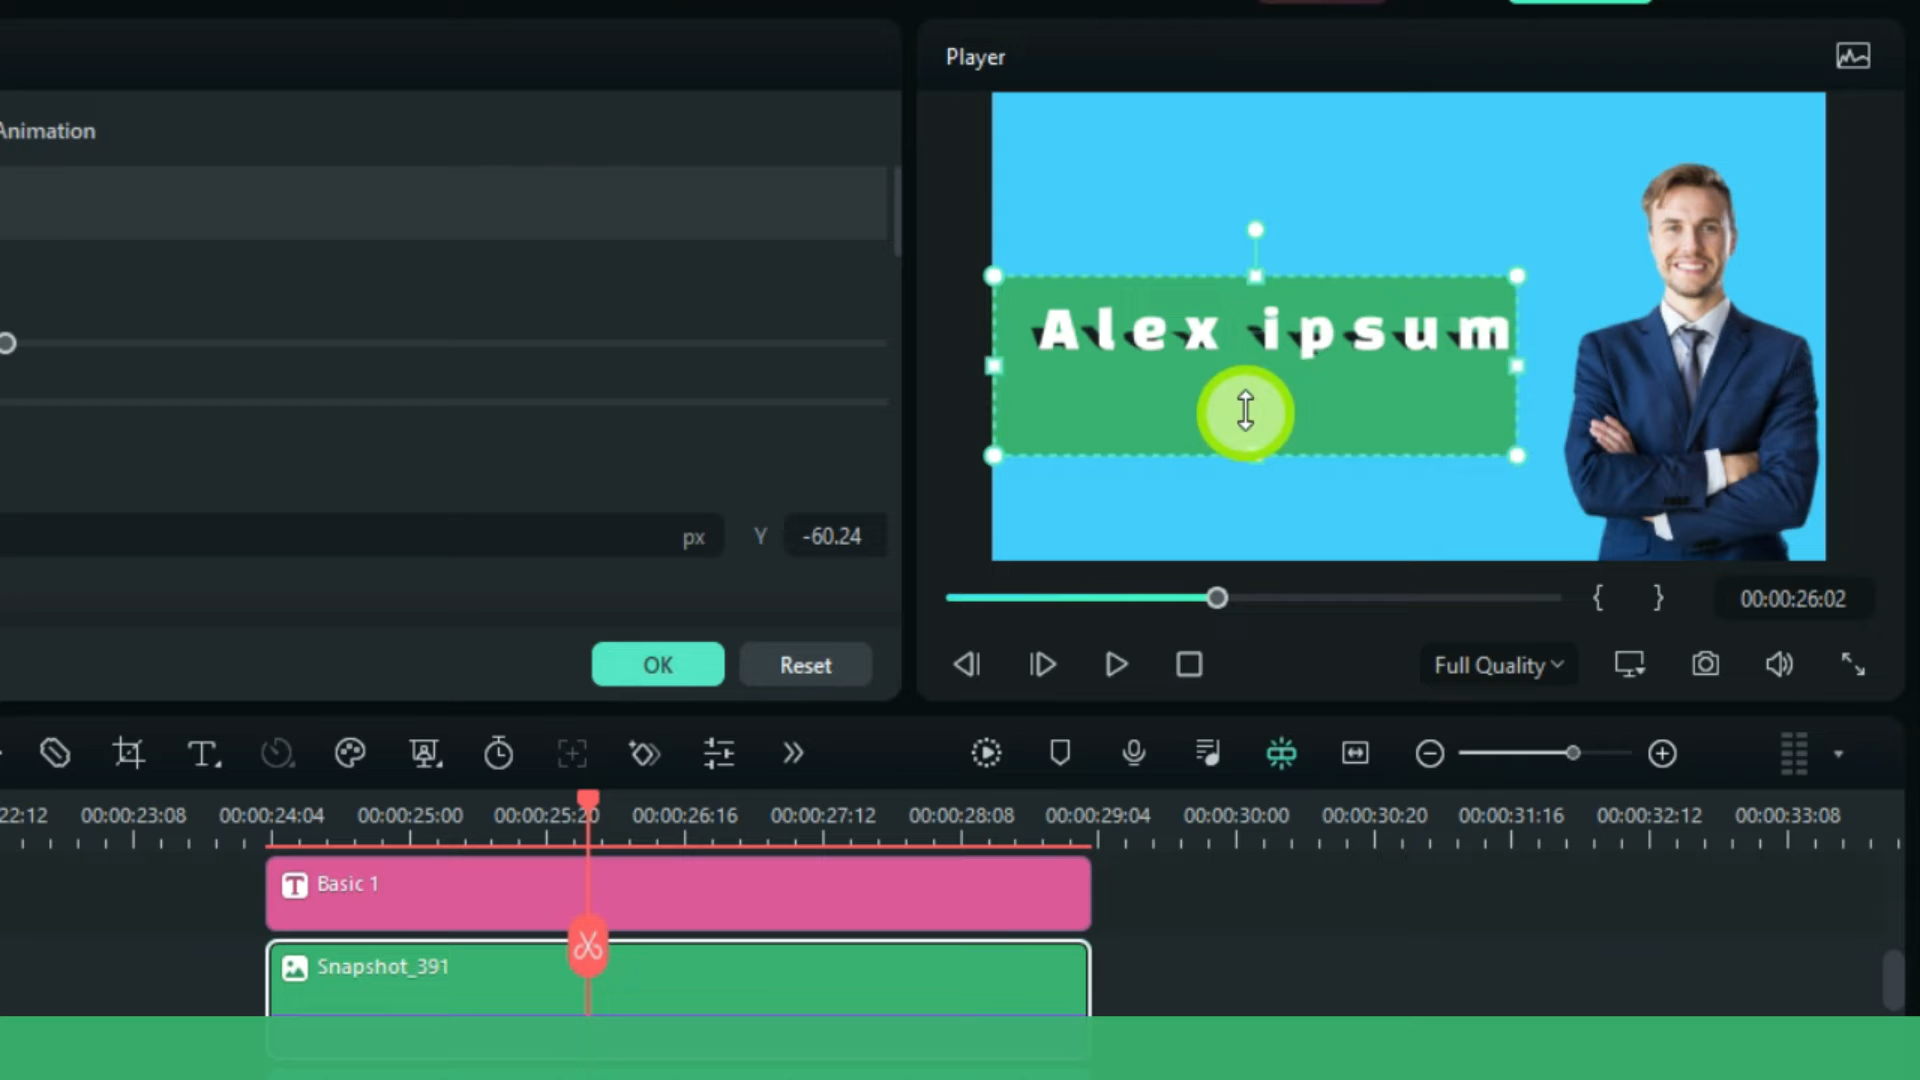 Player
Animation
Alex ipsum
px
Y
-60.24
OK
Reset
{ }
00:00:26:02
Full Quality
22:12
00:00:23:08
00:00:24:04
00:00:25:00
00:00:25:20
00:00:26:16
00:00:27:12
00:00:28:08
00:00:29:04
00:00:30:00
00:00:30:20
00:00:31:16
00:00:32:12
00:00:33:08
Basic 1
Snapshot_391